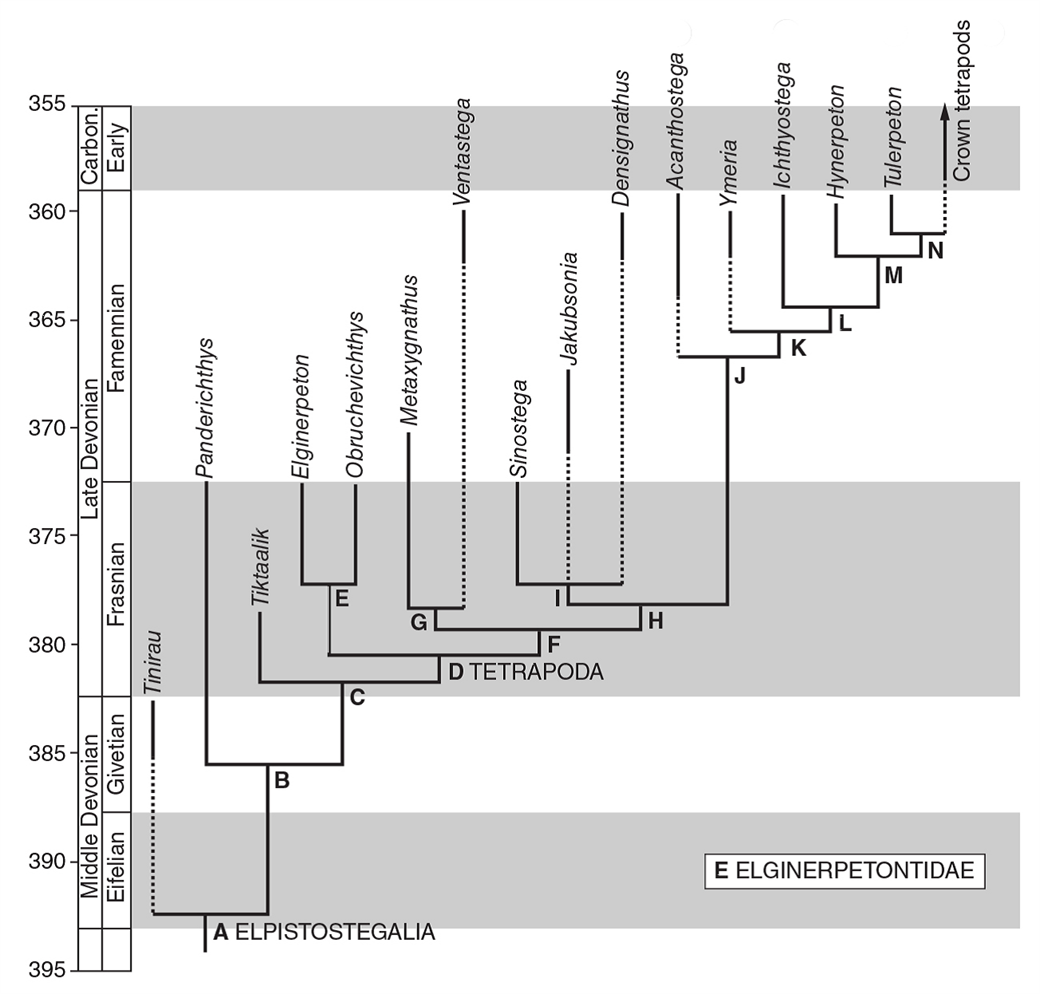 355
360
365
370
375
380
385
390
395
Carbon.
Late Devonian
Middle Devonian
Early
Famennian
Frasnian
Givetian
Eifelian
Tinirau
Panderichthys
Tiktaalik
Elginerpeton
Obruchevichthys
Metaxygnathus
Ventastega
Sinostega
Jakubsonia
Densignathus
Acanthostega
Ymeria
Ichthyostega
Hynerpeton
Tulerpeton
Crown tetrapods
N
M
L
K
J
I
E
G
H
F
D TETRAPODA
C
B
A ELPISTOSTEGALIA
E ELGINERPETONTIDAE